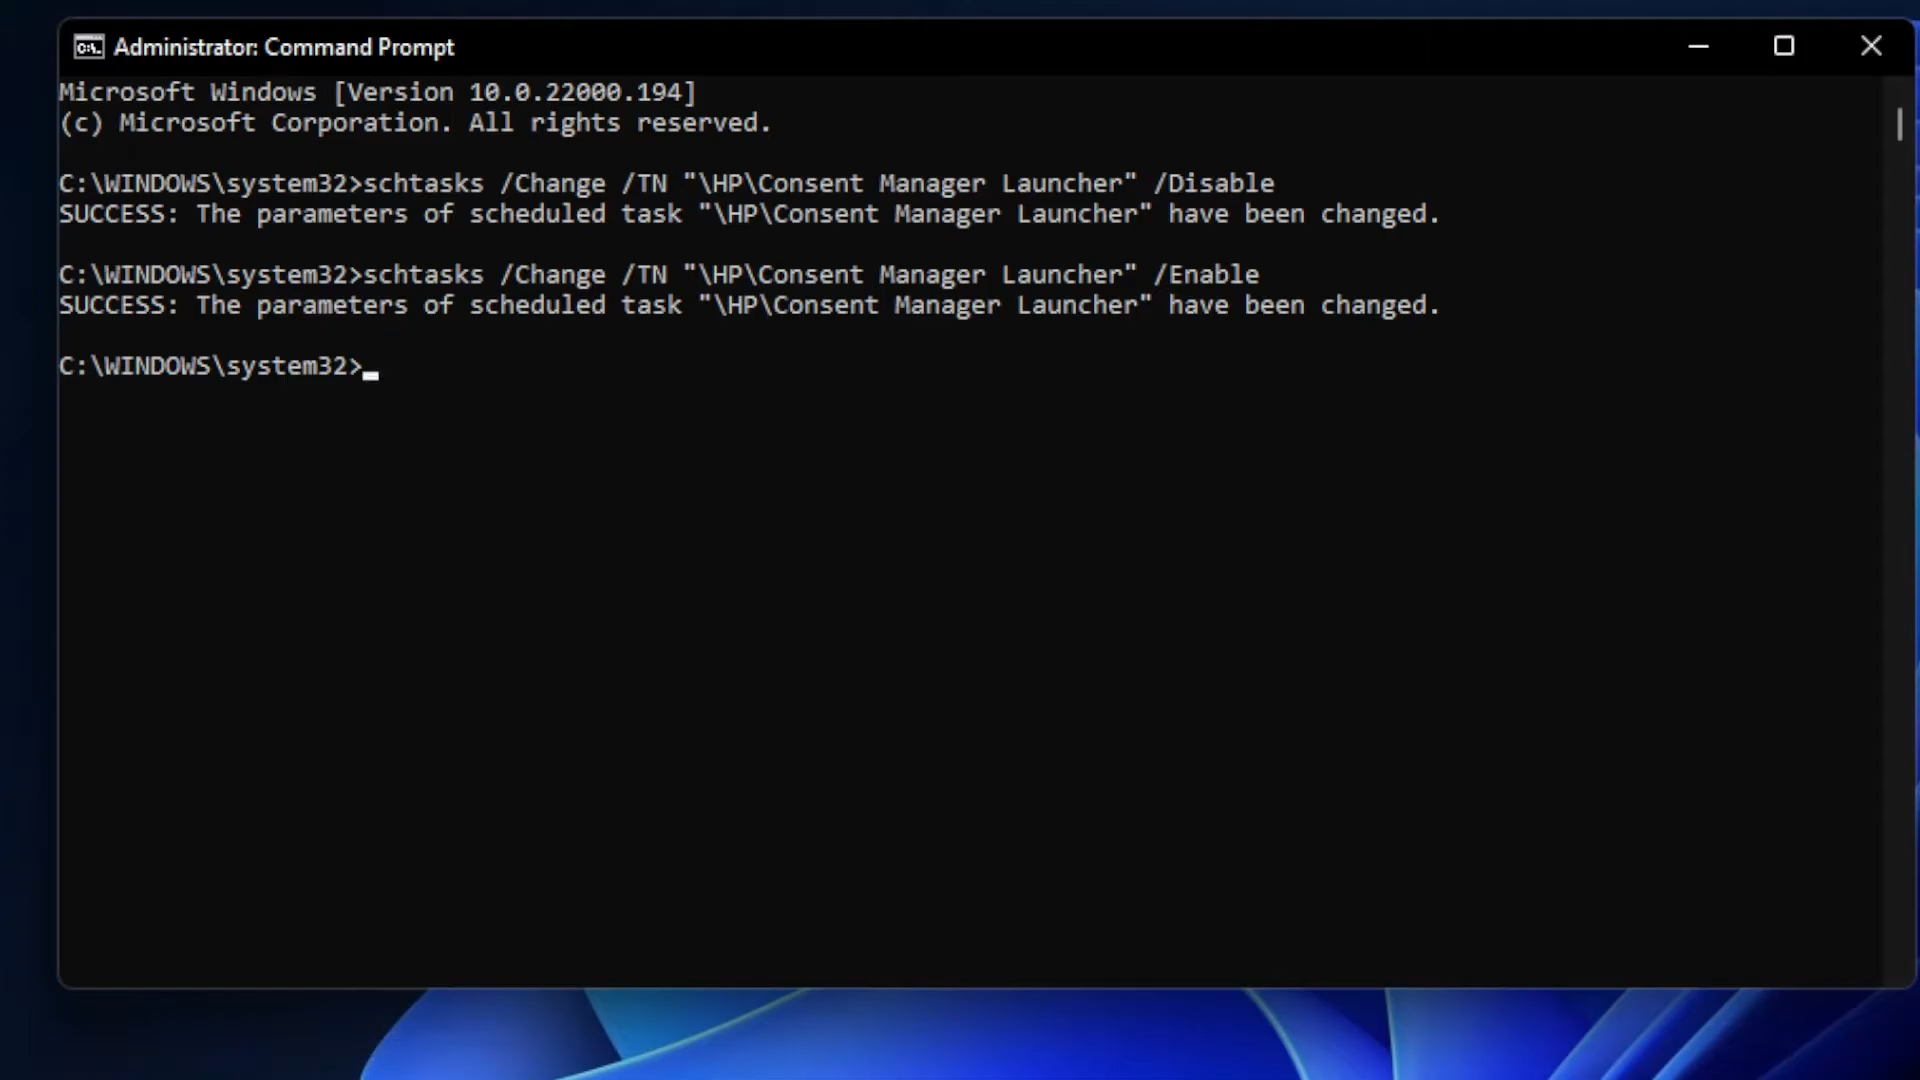 Administrator: Command Prompt
Microsoft Windows [Version 10.0.22000.194]
(c) Microsoft Corporation. All rights reserved.
C:\WINDOWS\system32>schtasks /Change /TN "\HP\Consent Manager Launcher" /Disable
SUCCESS: The parameters of scheduled task "\HP\Consent Manager Launcher" have been changed.
C:\WINDOWS\system32>schtasks /Change /TN "\HP\Consent Manager Launcher" /Enable
SUCCESS: The parameters of scheduled task "\HP\Consent Manager Launcher" have been changed.
C:\WINDOWS\system32>